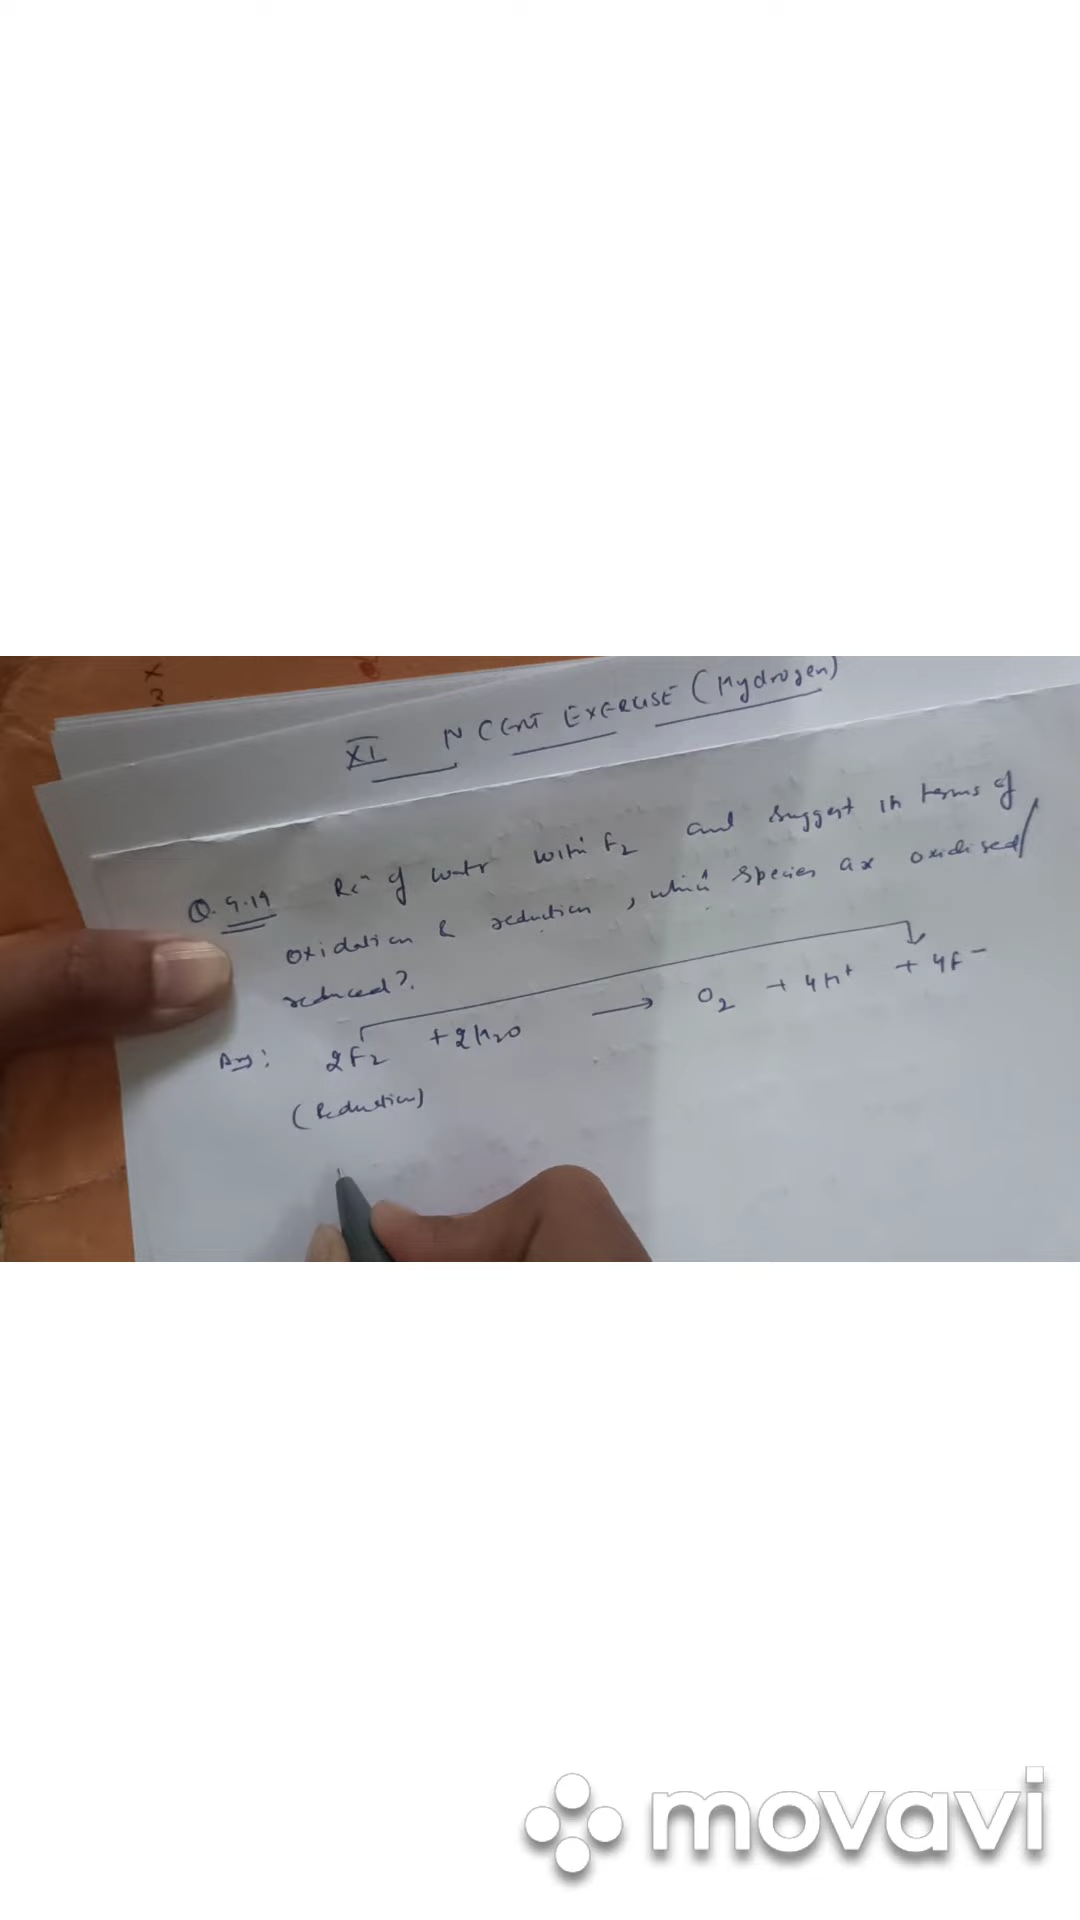 XI NCERT EXERCISE (Hydrogen)
Q. 9.19 Rcⁿ of water with F₂ and suggest in terms of
oxidation & reduction, which species are oxidised/
reduced?.
Ans: 2F₂ + 2H₂O ⟶ O₂ + 4H⁺ + 4F⁻
(Reduction)
movavi